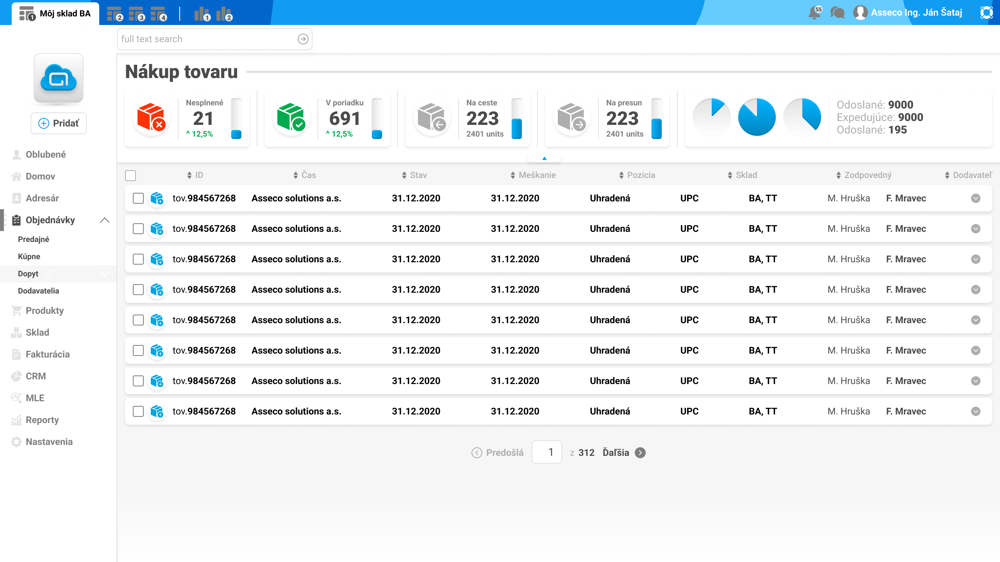 1 Môj sklad BA 2 3 4 1 2 55 Asseco Ing. Ján Šataj
full text search
Pridať
Oblubené
Domov
Adresár
Objednávky
Predajné
Kúpne
Dopyt
Dodavatelia
Produkty
Sklad
Fakturácia
CRM
MLE
Reporty
Nastavenia
Nákup tovaru
Nesplnené
21
^ 12,5%
V poriadku
691
^ 12,5%
Na ceste
223
2401 units
Na presun
223
2401 units
Odoslané: 9000
Expedujúce: 9000
Odoslané: 195
ID Čas Stav Meškanie Pozicia Sklad Zodpovedný Dodavateľ
tov.984567268 Asseco solutions a.s. 31.12.2020 31.12.2020 Uhradená UPC BA, TT M. Hruška F. Mravec
tov.984567268 Asseco solutions a.s. 31.12.2020 31.12.2020 Uhradená UPC BA, TT M. Hruška F. Mravec
tov.984567268 Asseco solutions a.s. 31.12.2020 31.12.2020 Uhradená UPC BA, TT M. Hruška F. Mravec
tov.984567268 Asseco solutions a.s. 31.12.2020 31.12.2020 Uhradená UPC BA, TT M. Hruška F. Mravec
tov.984567268 Asseco solutions a.s. 31.12.2020 31.12.2020 Uhradená UPC BA, TT M. Hruška F. Mravec
tov.984567268 Asseco solutions a.s. 31.12.2020 31.12.2020 Uhradená UPC BA, TT M. Hruška F. Mravec
tov.984567268 Asseco solutions a.s. 31.12.2020 31.12.2020 Uhradená UPC BA, TT M. Hruška F. Mravec
tov.984567268 Asseco solutions a.s. 31.12.2020 31.12.2020 Uhradená UPC BA, TT M. Hruška F. Mravec
Predošlá 1 z 312 Ďaľšia